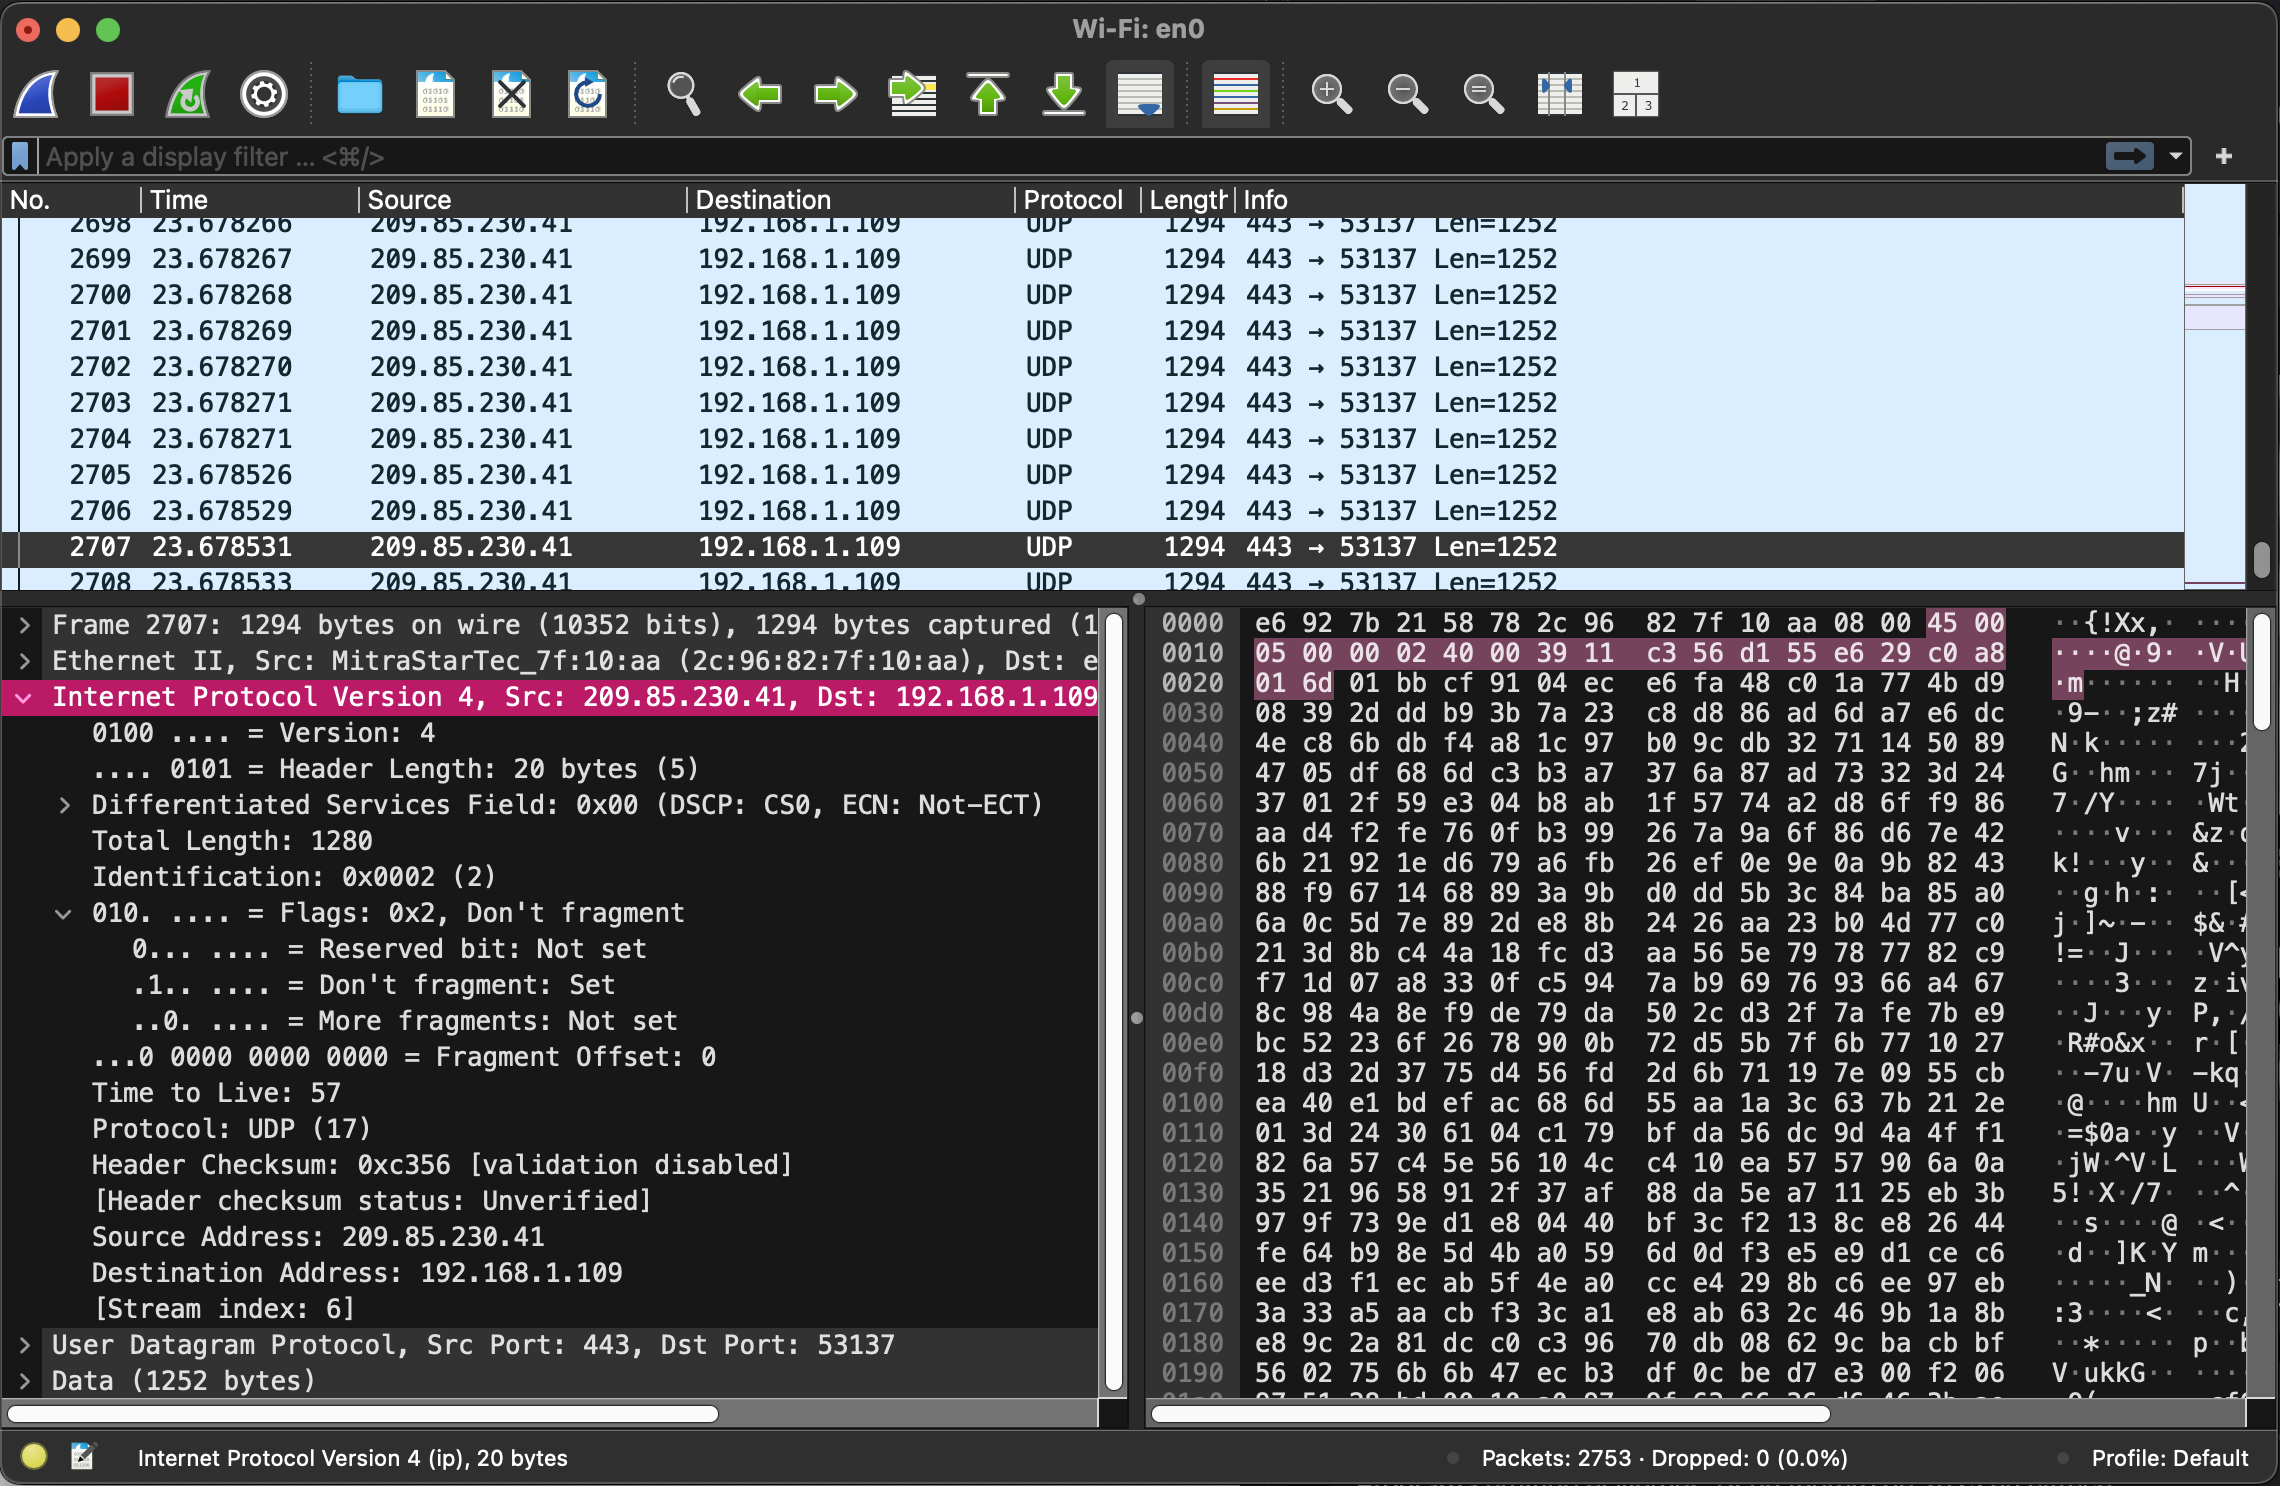 Wi-Fi: en0
Apply a display filter ... <⌘/>
No. Time Source Destination Protocol Length Info
2698 23.678266 209.85.230.41 192.168.1.109 UDP 1294 443 → 53137 Len=1252
2699 23.678267 209.85.230.41 192.168.1.109 UDP 1294 443 → 53137 Len=1252
2700 23.678268 209.85.230.41 192.168.1.109 UDP 1294 443 → 53137 Len=1252
2701 23.678269 209.85.230.41 192.168.1.109 UDP 1294 443 → 53137 Len=1252
2702 23.678270 209.85.230.41 192.168.1.109 UDP 1294 443 → 53137 Len=1252
2703 23.678271 209.85.230.41 192.168.1.109 UDP 1294 443 → 53137 Len=1252
2704 23.678271 209.85.230.41 192.168.1.109 UDP 1294 443 → 53137 Len=1252
2705 23.678526 209.85.230.41 192.168.1.109 UDP 1294 443 → 53137 Len=1252
2706 23.678529 209.85.230.41 192.168.1.109 UDP 1294 443 → 53137 Len=1252
2707 23.678531 209.85.230.41 192.168.1.109 UDP 1294 443 → 53137 Len=1252
2708 23.678533 209.85.230.41 192.168.1.109 UDP 1294 443 → 53137 Len=1252
Frame 2707: 1294 bytes on wire (10352 bits), 1294 bytes captured (1
Ethernet II, Src: MitraStarTec_7f:10:aa (2c:96:82:7f:10:aa), Dst: e
Internet Protocol Version 4, Src: 209.85.230.41, Dst: 192.168.1.109
0100 .... = Version: 4
.... 0101 = Header Length: 20 bytes (5)
Differentiated Services Field: 0x00 (DSCP: CS0, ECN: Not-ECT)
Total Length: 1280
Identification: 0x0002 (2)
010. .... = Flags: 0x2, Don't fragment
0... .... = Reserved bit: Not set
.1.. .... = Don't fragment: Set
..0. .... = More fragments: Not set
...0 0000 0000 0000 = Fragment Offset: 0
Time to Live: 57
Protocol: UDP (17)
Header Checksum: 0xc356 [validation disabled]
[Header checksum status: Unverified]
Source Address: 209.85.230.41
Destination Address: 192.168.1.109
[Stream index: 6]
User Datagram Protocol, Src Port: 443, Dst Port: 53137
Data (1252 bytes)
0000 e6 92 7b 21 58 78 2c 96 82 7f 10 aa 08 00 45 00 ··{!Xx,· ····
0010 05 00 00 02 40 00 39 11 c3 56 d1 55 e6 29 c0 a8 ····@·9· ·V·U
0020 01 6d 01 bb cf 91 04 ec e6 fa 48 c0 1a 77 4b d9 ·m······ ··H·
0030 08 39 2d dd b9 3b 7a 23 c8 d8 86 ad 6d a7 e6 dc ·9-··;z# ····
0040 4e c8 6b db f4 a8 1c 97 b0 9c db 32 71 14 50 89 N·k····· ···2
0050 47 05 df 68 6d c3 b3 a7 37 6a 87 ad 73 32 3d 24 G··hm··· 7j··
0060 37 01 2f 59 e3 04 b8 ab 1f 57 74 a2 d8 6f f9 86 7·/Y···· ·Wt·
0070 aa d4 f2 fe 76 0f b3 99 26 7a 9a 6f 86 d6 7e 42 ····v··· &z·o
0080 6b 21 92 1e d6 79 a6 fb 26 ef 0e 9e 0a 9b 82 43 k!···y·· &···
0090 88 f9 67 14 68 89 3a 9b d0 dd 5b 3c 84 ba 85 a0 ··g·h·:· ··[<
00a0 6a 0c 5d 7e 89 2d e8 8b 24 26 aa 23 b0 4d 77 c0 j·]~·-·· $&·#
00b0 21 3d 8b c4 4a 18 fc d3 aa 56 5e 79 78 77 82 c9 !=··J··· ·V^y
00c0 f7 1d 07 a8 33 0f c5 94 7a b9 69 76 93 66 a4 67 ····3··· z·iv
00d0 8c 98 4a 8e f9 de 79 da 50 2c d3 2f 7a fe 7b e9 ··J···y· P,·/
00e0 bc 52 23 6f 26 78 90 0b 72 d5 5b 7f 6b 77 10 27 ·R#o&x·· r·[·
00f0 18 d3 2d 37 75 d4 56 fd 2d 6b 71 19 7e 09 55 cb ··-7u·V· -kq·
0100 ea 40 e1 bd ef ac 68 6d 55 aa 1a 3c 63 7b 21 2e ·@····hm U··<
0110 01 3d 24 30 61 04 c1 79 bf da 56 dc 9d 4a 4f f1 ·=$0a··y ··V·
0120 82 6a 57 c4 5e 56 10 4c c4 10 ea 57 57 90 6a 0a ·jW·^V·L ···W
0130 35 21 96 58 91 2f 37 af 88 da 5e a7 11 25 eb 3b 5!·X·/7· ··^·
0140 97 9f 73 9e d1 e8 04 40 bf 3c f2 13 8c e8 26 44 ··s····@ ·<··
0150 fe 64 b9 8e 5d 4b a0 59 6d 0d f3 e5 e9 d1 ce c6 ·d··]K·Y m···
0160 ee d3 f1 ec ab 5f 4e a0 cc e4 29 8b c6 ee 97 eb ·····_N· ··)·
0170 3a 33 a5 aa cb f3 3c a1 e8 ab 63 2c 46 9b 1a 8b :3····<· ··c,
0180 e8 9c 2a 81 dc c0 c3 96 70 db 08 62 9c ba cb bf ··*····· p··b
0190 56 02 75 6b 6b 47 ec b3 df 0c be d7 e3 00 f2 06 V·ukkG·· ····
Internet Protocol Version 4 (ip), 20 bytes
Packets: 2753 · Dropped: 0 (0.0%)
Profile: Default